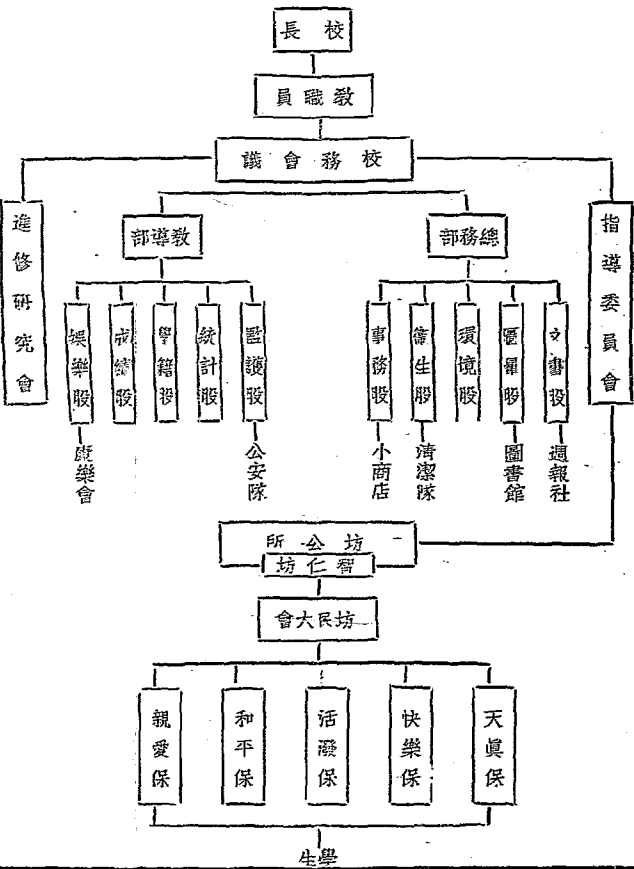 校長
敎職員
校務會議
指導委員會
進修研究會
總務部
敎導部
文書股
環境股
衞生股
事務股
監護股
統計股
學籍股
成績股
娛樂股
週報社
圖書館
清潔隊
小商店
公安隊
康樂會
坊公所
智仁坊
坊民大會
天眞保
快樂保
活潑保
和平保
親愛保
學生